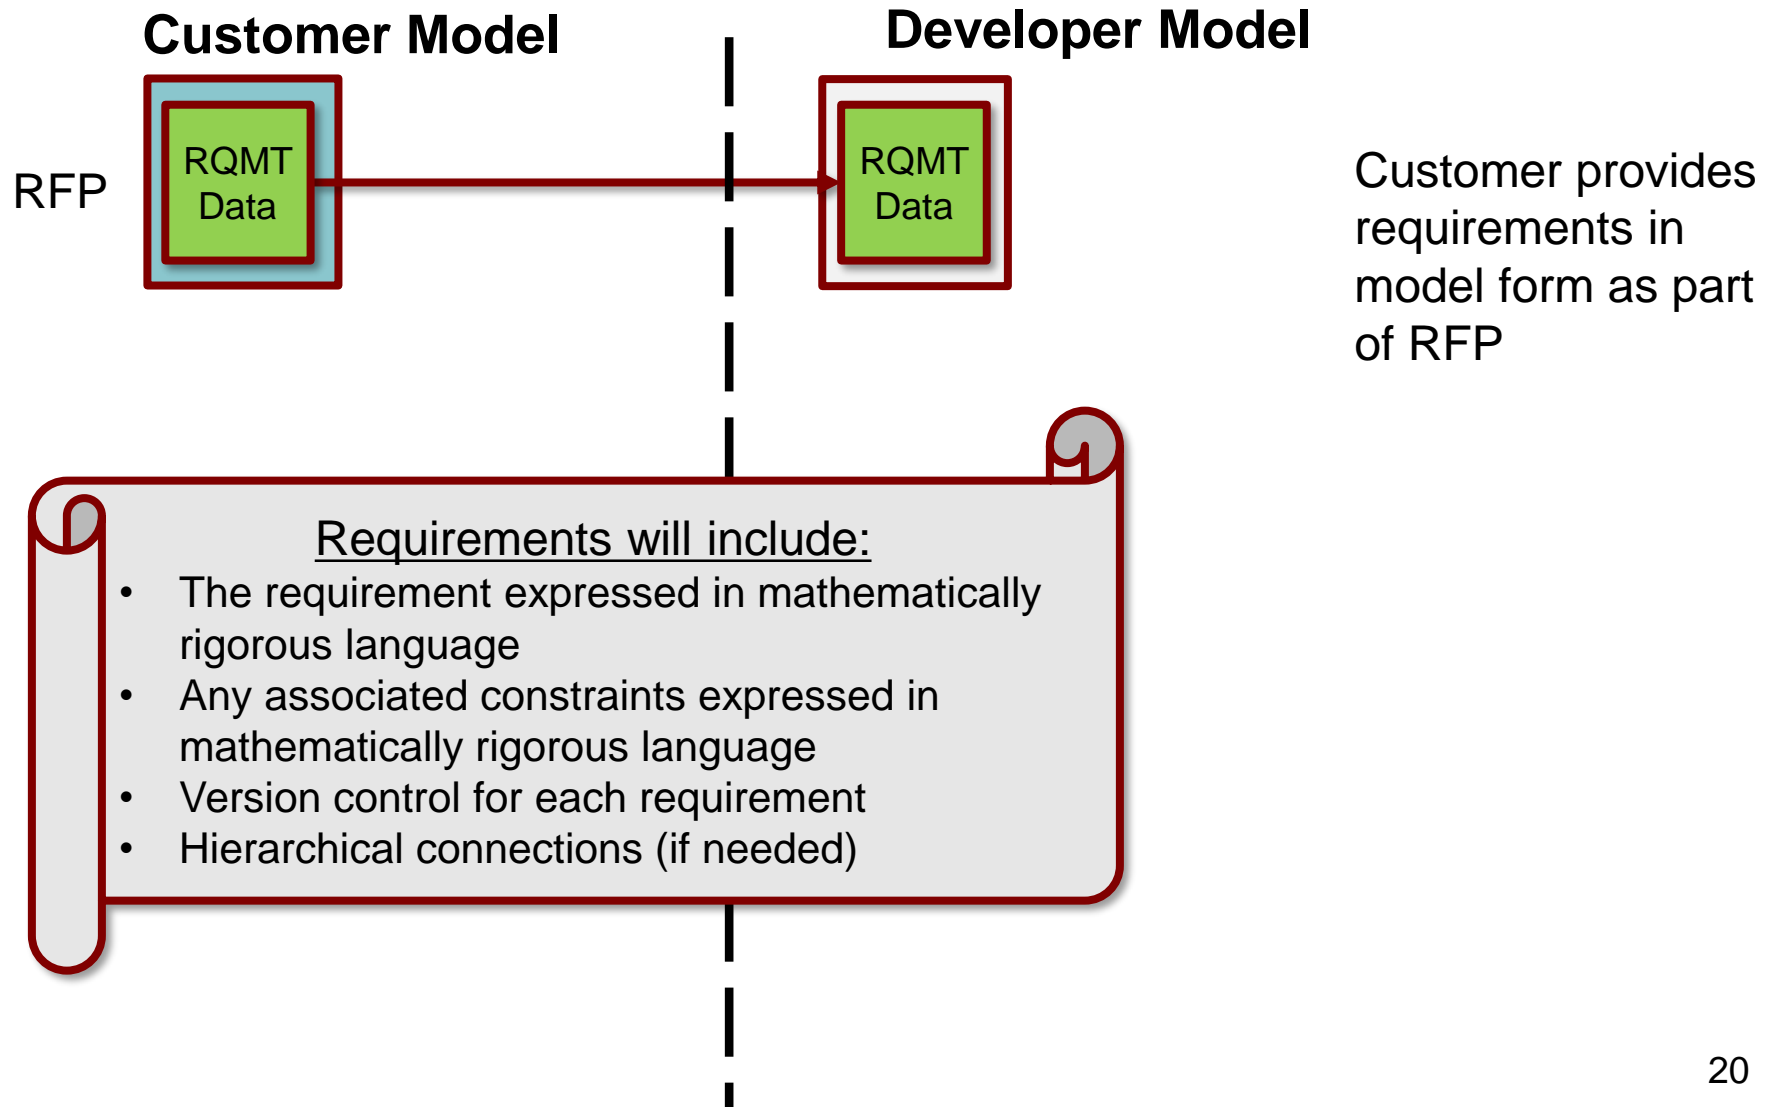 Customer Model
Developer Model
RFP
RQMT
Data
RQMT
Data
Customer provides
requirements in
model form as part
of RFP
Requirements will include:
• The requirement expressed in mathematically
rigorous language
• Any associated constraints expressed in
mathematically rigorous language
• Version control for each requirement
• Hierarchical connections (if needed)
20